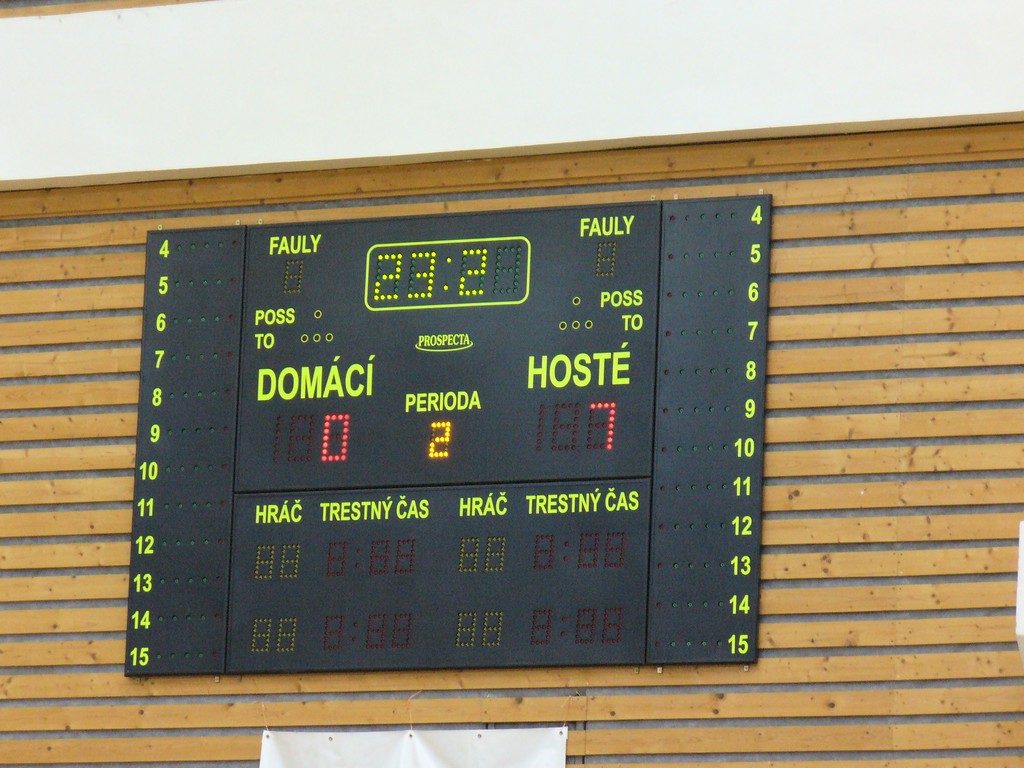 FAULY 23:2 FAULY
POSS POSS
TO PROSPECTA TO
DOMÁCÍ HOSTÉ
PERIODA
0 2 7
HRÁČ TRESTNÝ ČAS HRÁČ TRESTNÝ ČAS
4 4
5 5
6 6
7 7
8 8
9 9
10 10
11 11
12 12
13 13
14 14
15 15